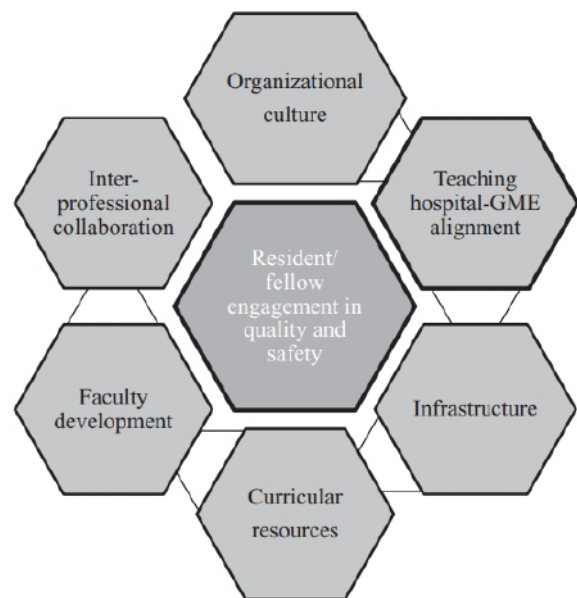 Organizational
culture
Inter-
professional
collaboration
Teaching
hospital-GME
alignment
Resident/
fellow
engagement in
quality and
safety
Faculty
development
Infrastructure
Curricular
resources